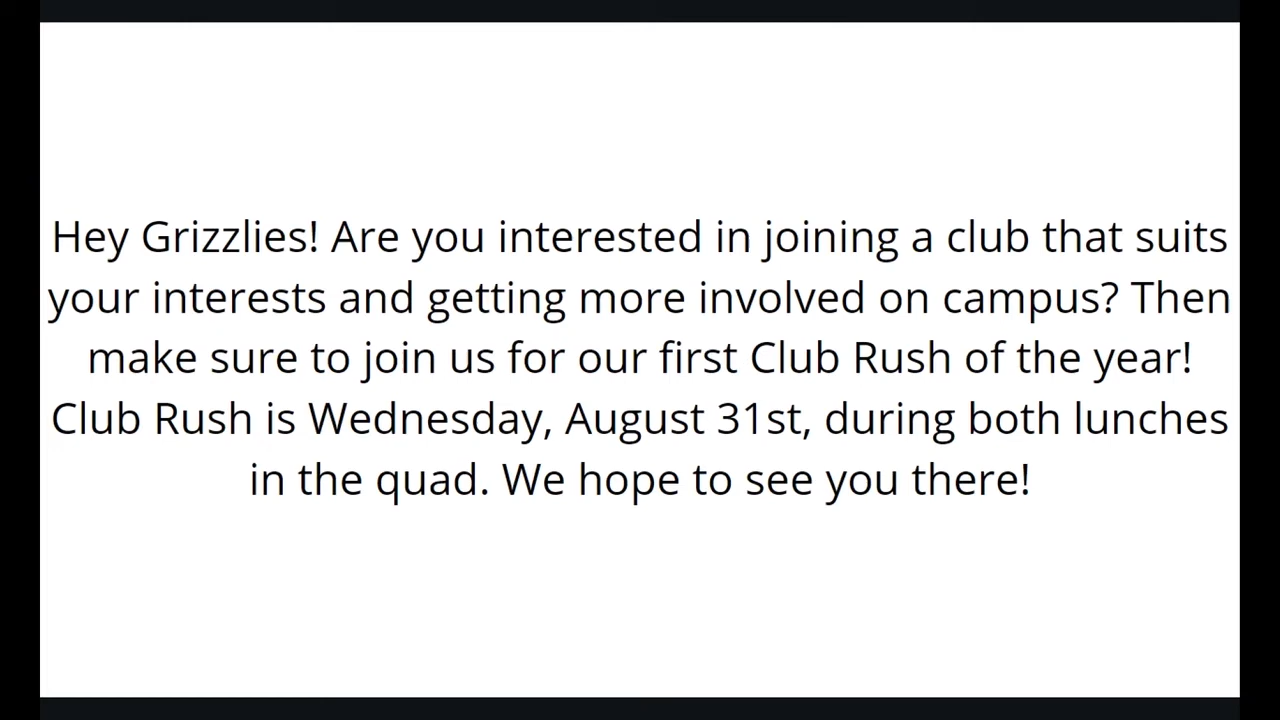 Hey Grizzlies! Are you interested in joining a club that suits
your interests and getting more involved on campus? Then
make sure to join us for our first Club Rush of the year!
Club Rush is Wednesday, August 31st, during both lunches
in the quad. We hope to see you there!